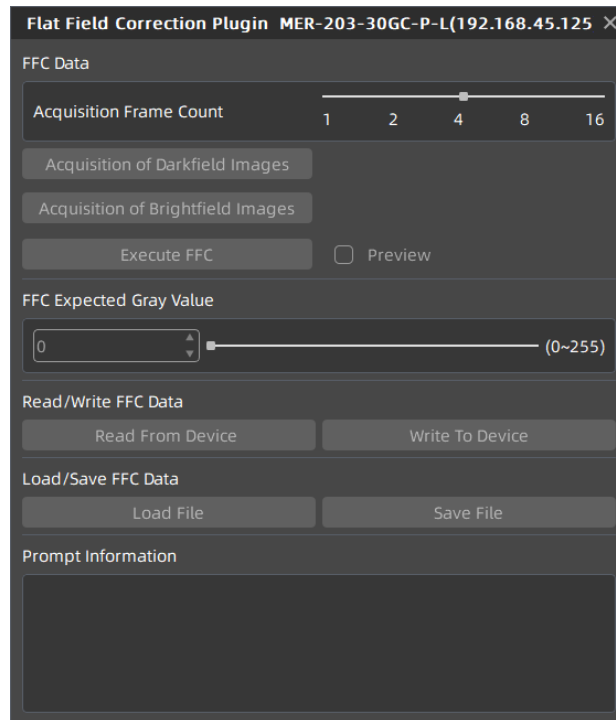 Flat Field Correction Plugin MER-203-30GC-P-L(192.168.45.125 ×
FFC Data
Acquisition Frame Count
1 2 4 8 16
Acquisition of Darkfield Images
Acquisition of Brightfield Images
Execute FFC Preview
FFC Expected Gray Value
0 (0~255)
Read/Write FFC Data
Read From Device Write To Device
Load/Save FFC Data
Load File Save File
Prompt Information